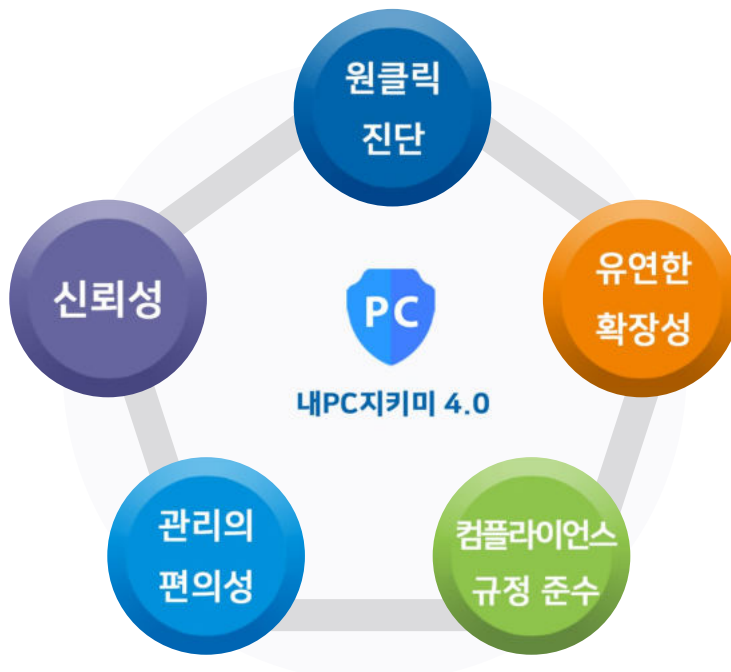 원클릭
진단
유연한
확장성
신뢰성
PC
내PC지키미 4.0
관리의
편의성
컴플라이언스
규정 준수